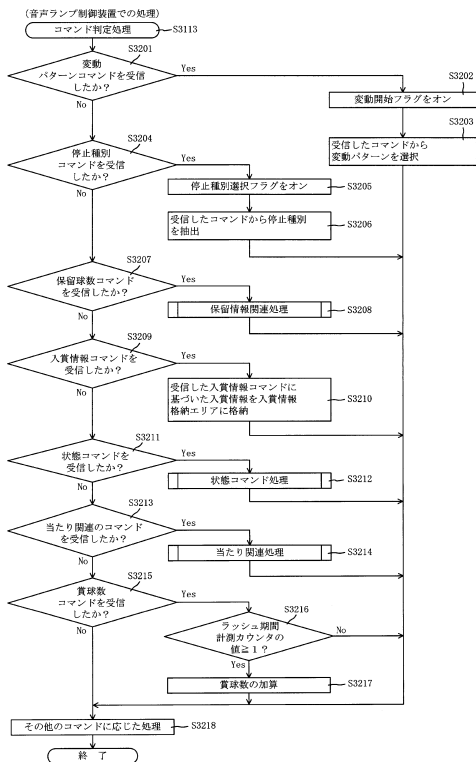 (音声ランプ制御装置での処理)
コマンド判定処理
S3113
S3201
変動
パターンコマンドを受信
したか?
Yes
No
S3202
変動開始フラグをオン
S3203
受信したコマンドから
変動パターンを選択
S3204
停止種別
コマンドを受信
したか?
Yes
No
停止種別選択フラグをオン
S3205
受信したコマンドから停止種別
を抽出
S3206
S3207
保留球数コマンド
を受信したか?
Yes
No
保留情報関連処理
S3208
S3209
入賞情報コマンドを
受信したか?
Yes
No
受信した入賞情報コマンドに
基づいた入賞情報を入賞情報
格納エリアに格納
S3210
S3211
状態コマンドを
受信したか?
Yes
No
状態コマンド処理
S3212
S3213
当たり関連のコマンド
を受信したか?
Yes
No
当たり関連処理
S3214
S3215
賞球数
コマンドを受信
したか?
Yes
No
S3216
ラッシュ期間
計測カウンタの
値≧1?
No
Yes
賞球数の加算
S3217
その他のコマンドに応じた処理
S3218
終 了